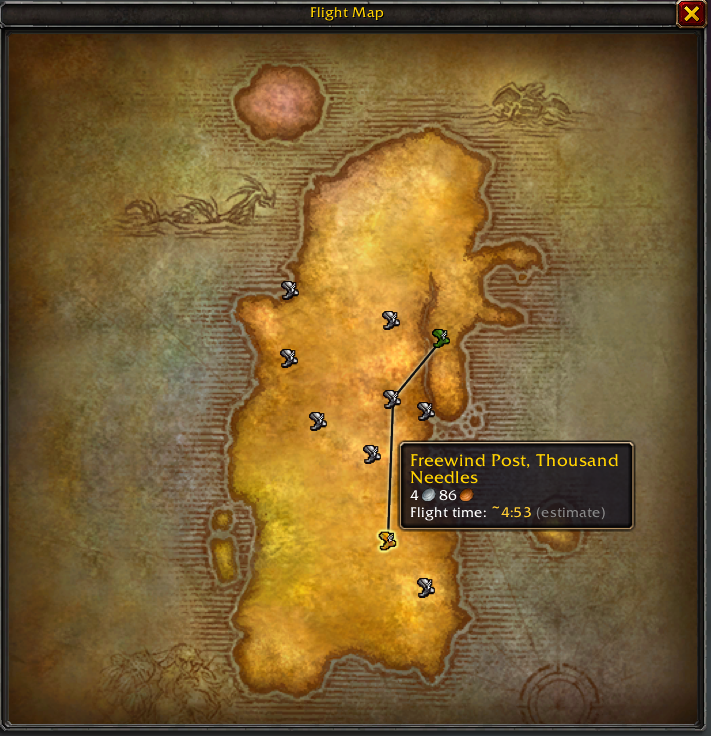 Flight Map
Freewind Post, Thousand
Needles
4 86
Flight time: ~4:53 (estimate)